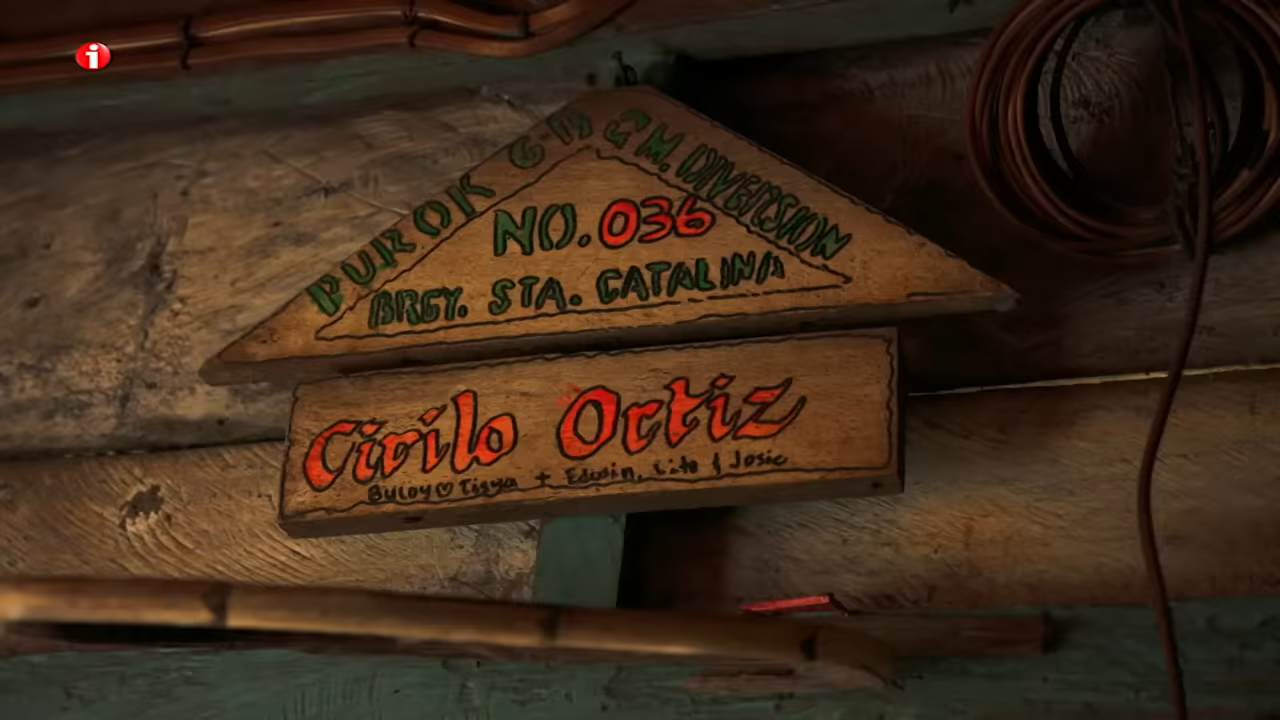 PUROK 6B G.M. DIVERSION
NO. 036
BRGY. STA. CATALINA
Cirilo Ortiz
Buloy ♡ Tisya + Edwin, Lito & Josie